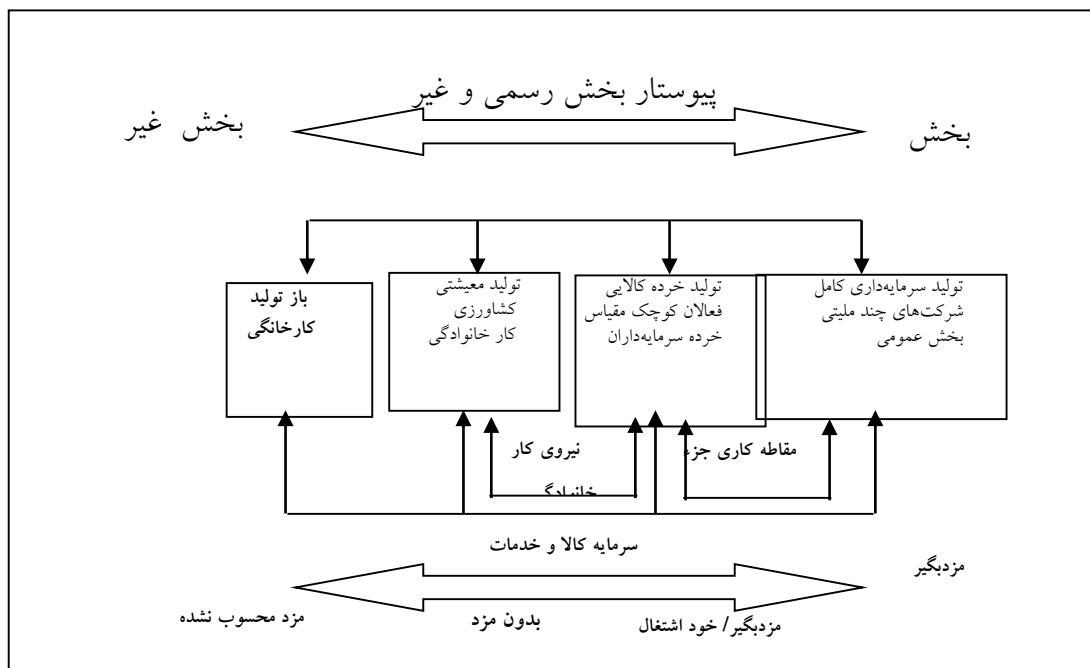 پیوستار بخش رسمی و غیر
بخش
بخش غیر
تولید سرمایه‌داری کامل
شرکت‌های چند ملیتی
بخش عمومی
تولید خرده کالایی
فعالان کوچک مقیاس
خرده سرمایه‌داران
تولید معیشتی
کشاورزی
کار خانوادگی
باز تولید
کارخانگی
مقاطه کاری جزء
نیروی کار
سرمایه کالا و خدمات
مزدبگیر
مزدبگیر/ خود اشتغال
بدون مزد
مزد محسوب نشده